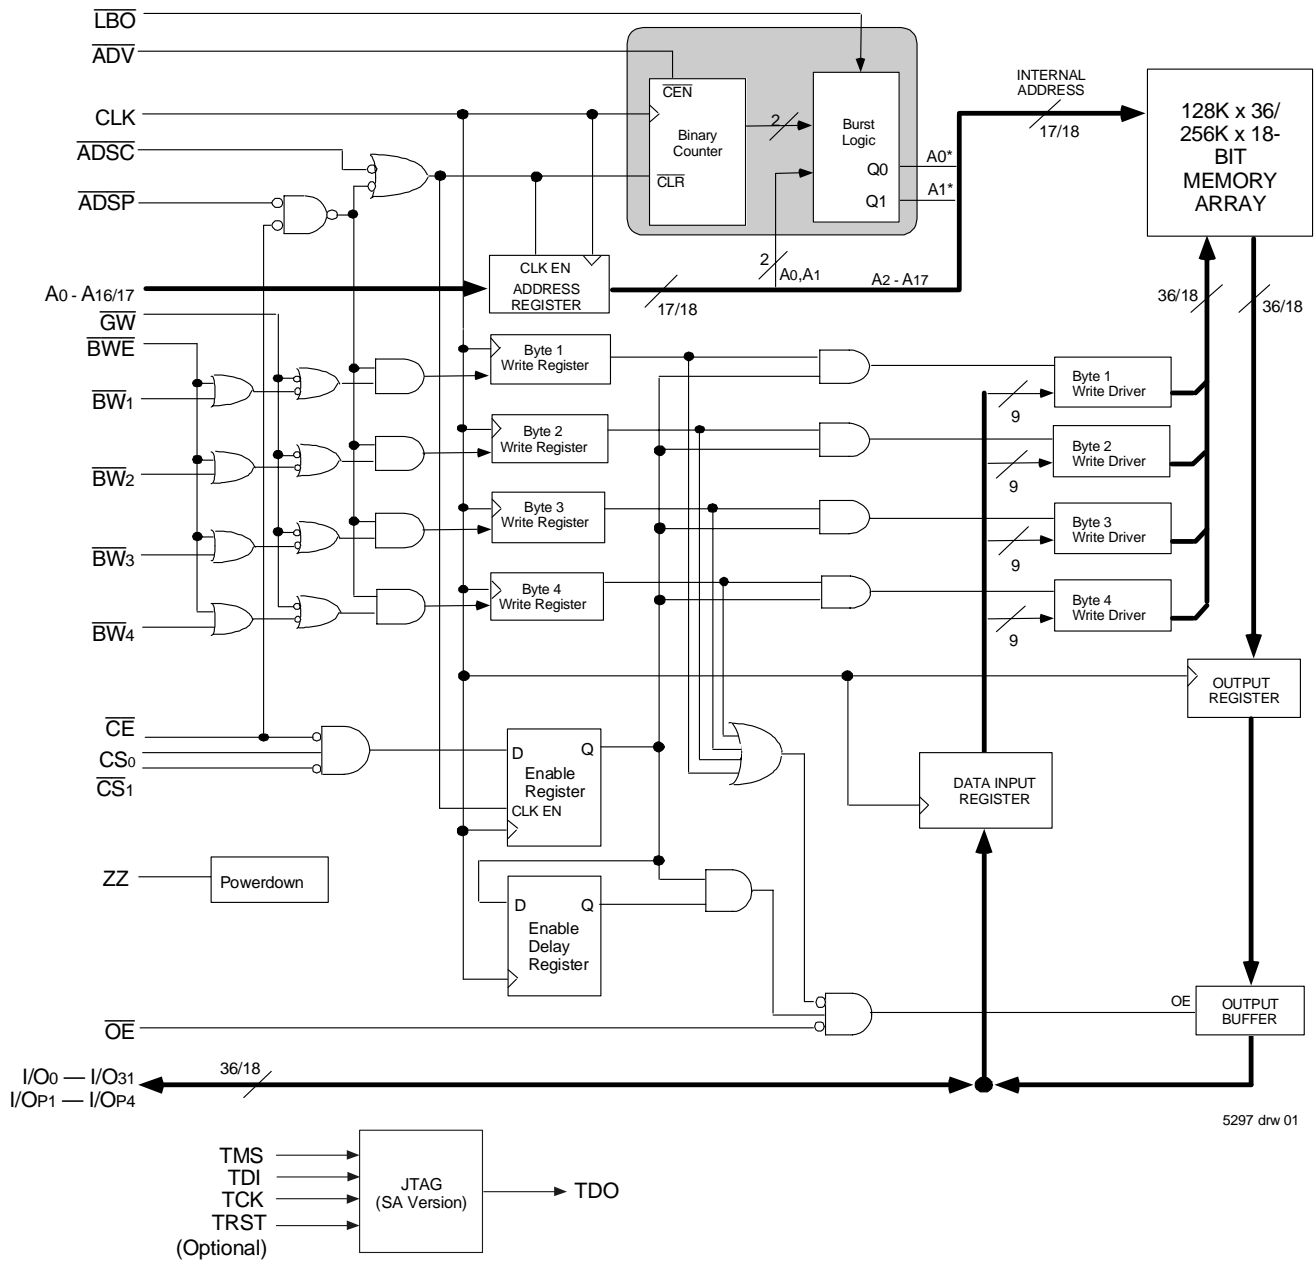 LBO
ADV
CLK
ADSC
ADSP
CEN
Binary
Counter
CLR
2
Burst
Logic
Q0
Q1
A0*
A1*
INTERNAL
ADDRESS
17/18
128K x 36/
256K x 18-
BIT
MEMORY
ARRAY
2
A0,A1
A2 - A17
A0 - A16/17
CLK EN
ADDRESS
REGISTER
17/18
36/18
36/18
GW
BWE
BW1
BW2
BW3
BW4
Byte 1
Write Register
Byte 2
Write Register
Byte 3
Write Register
Byte 4
Write Register
9
Byte 1
Write Driver
9
Byte 2
Write Driver
9
Byte 3
Write Driver
9
Byte 4
Write Driver
OUTPUT
REGISTER
CE
CS0
CS1
D
Q
Enable
Register
CLK EN
DATA INPUT
REGISTER
ZZ
Powerdown
D
Q
Enable
Delay
Register
OE
OE
OUTPUT
BUFFER
I/O0 — I/O31
I/OP1 — I/OP4
36/18
5297 drw 01
TMS
TDI
TCK
TRST
(Optional)
JTAG
(SA Version)
TDO